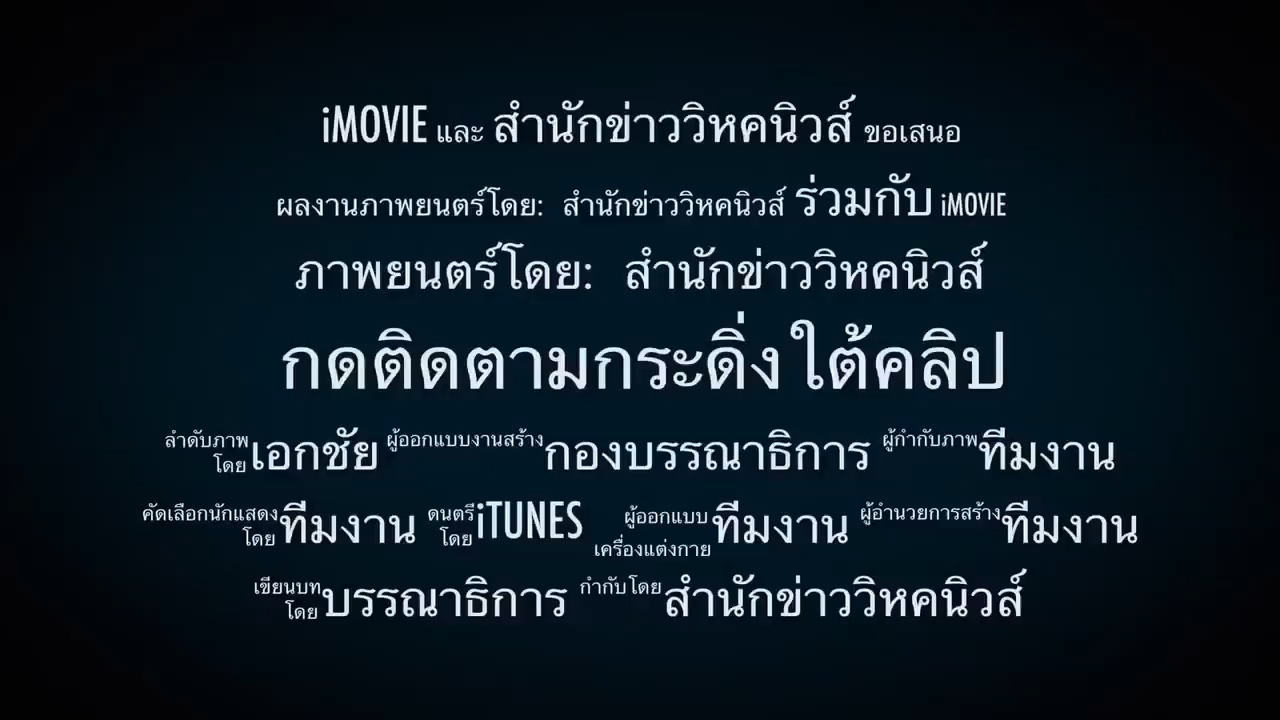 iMOVIE และ สำนักข่าววิหคนิวส์ ขอเสนอ
ผลงานภาพยนตร์โดย: สำนักข่าววิหคนิวส์ ร่วมกับ iMOVIE
ภาพยนตร์โดย: สำนักข่าววิหคนิวส์
กดติดตามกระดิ่ง ใต้คลิป
ลำดับภาพโดย เอกชัย ผู้ออกแบบงานสร้าง กองบรรณาธิการ ผู้กำกับภาพ ทีมงาน
คัดเลือกนักแสดงโดย ทีมงาน ดนตรีโดย iTUNES ผู้ออกแบบเครื่องแต่งกาย ทีมงาน ผู้อำนวยการสร้าง ทีมงาน
เขียนบทโดย บรรณาธิการ กำกับโดย สำนักข่าววิหคนิวส์